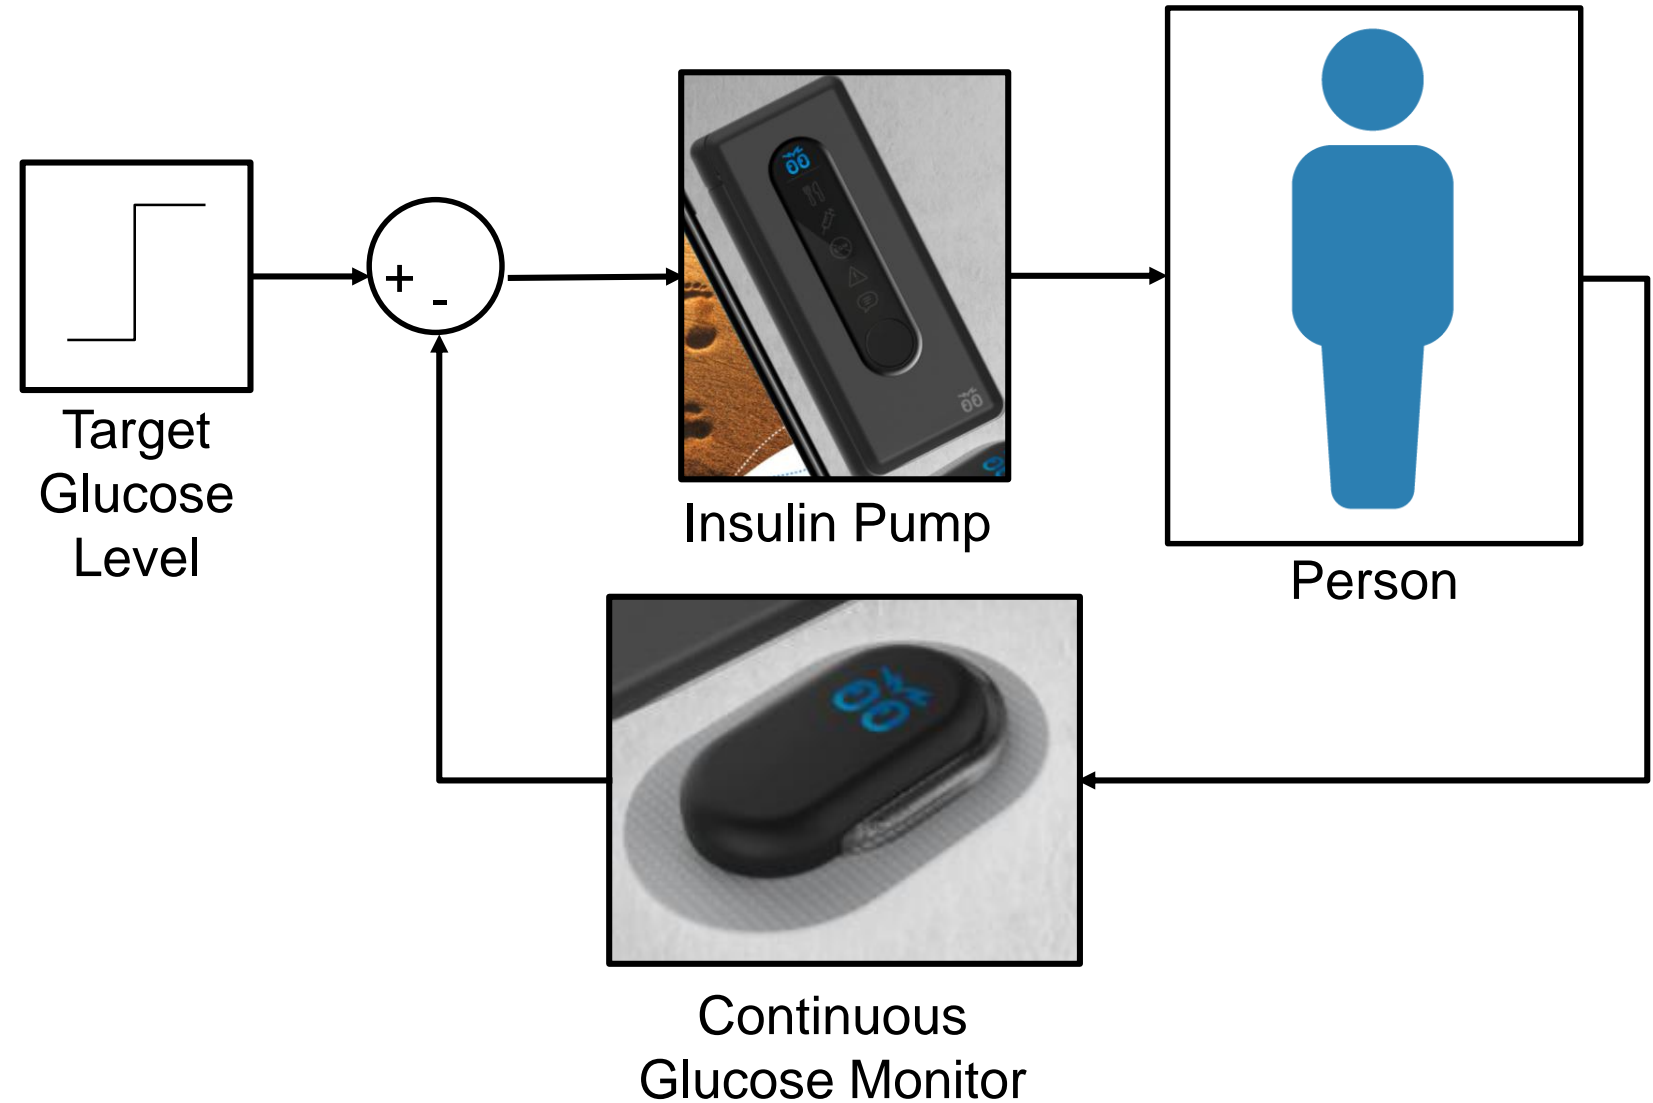 +
-
Target
Glucose
Level
Insulin Pump
Person
Continuous
Glucose Monitor